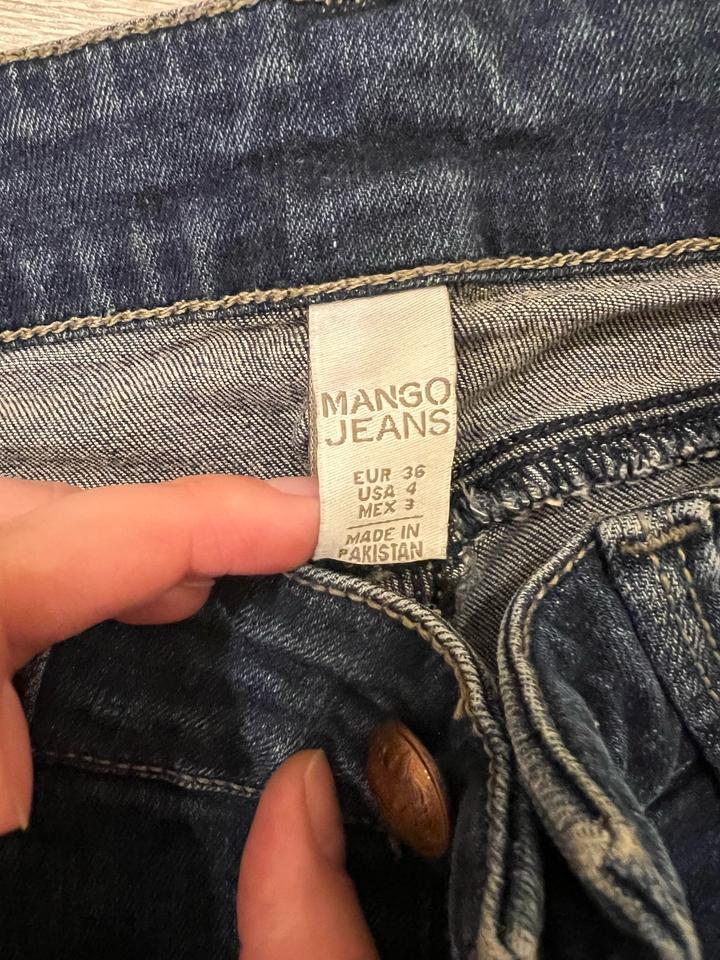 MANGO
JEANS
EUR 36
USA 4
MEX 3
MADE IN
PAKISTAN